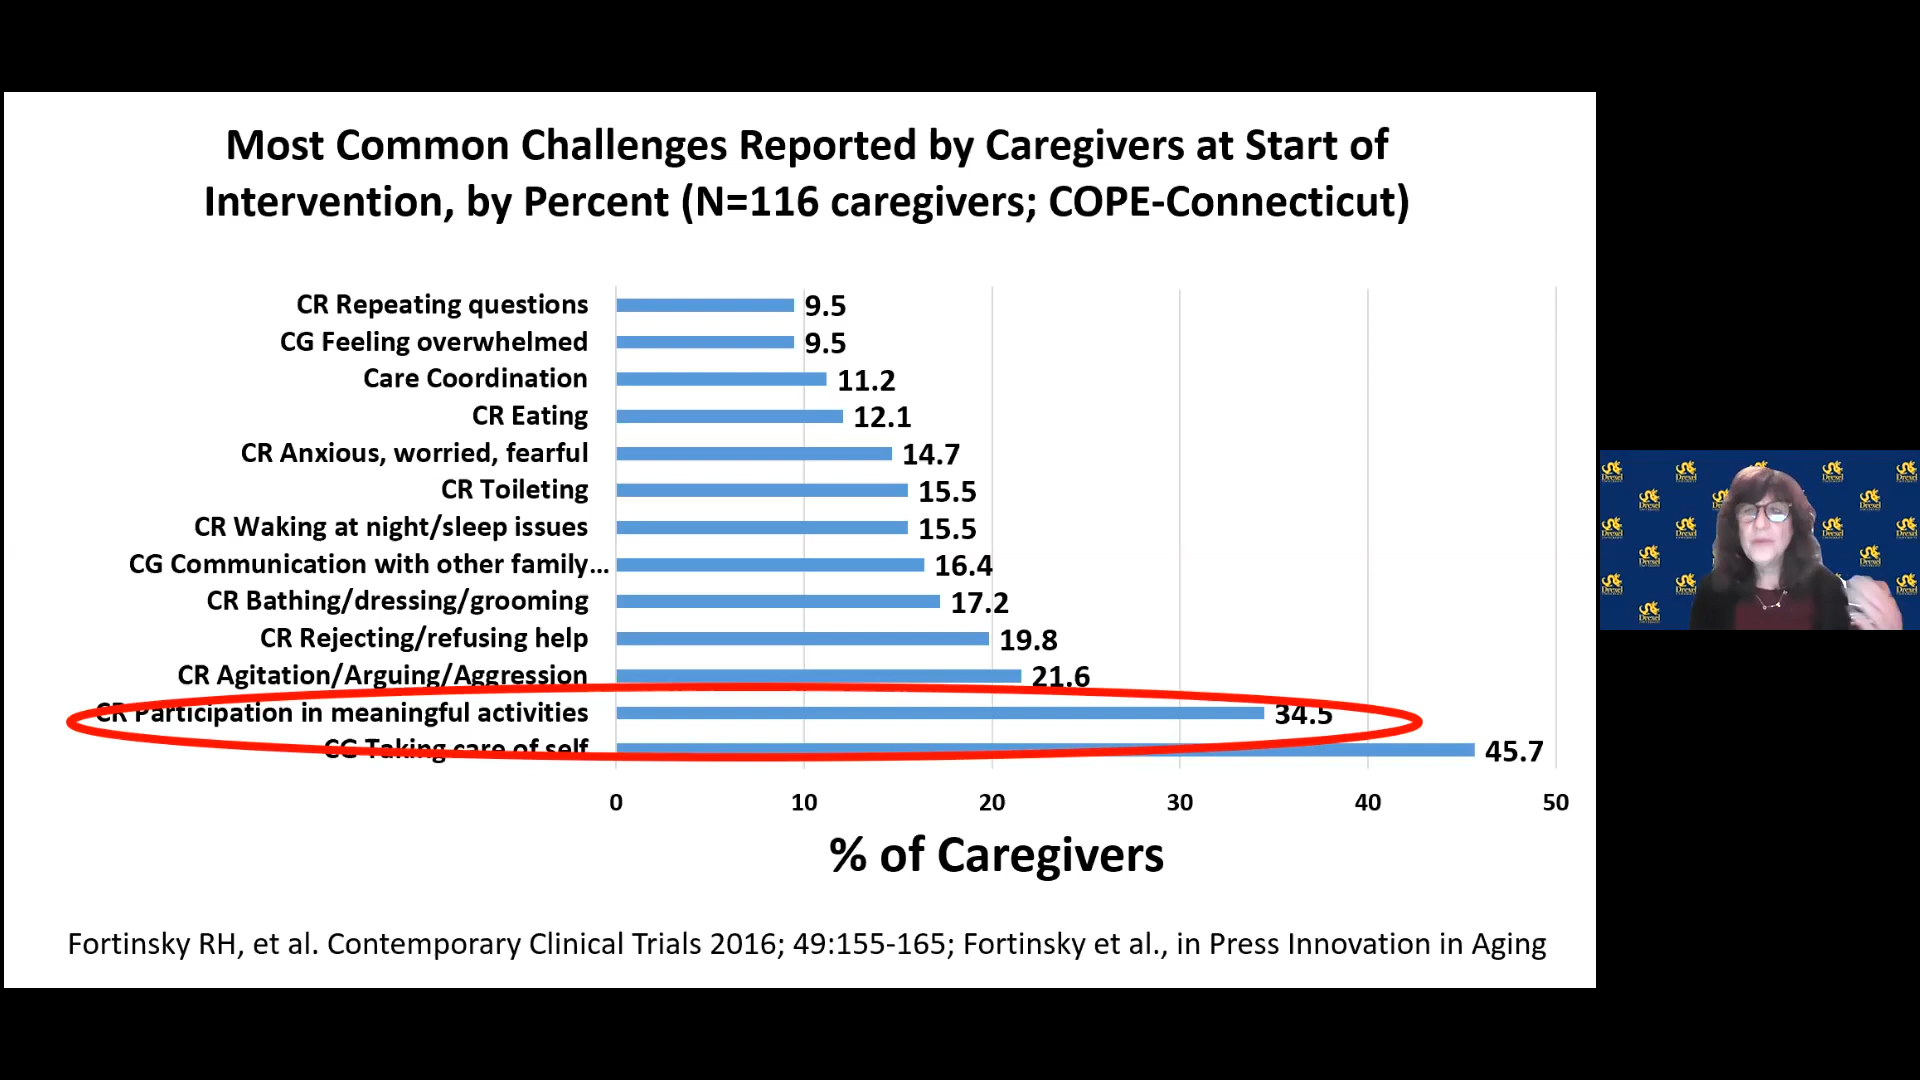 Most Common Challenges Reported by Caregivers at Start of
Intervention, by Percent (N=116 caregivers; COPE-Connecticut)
CR Repeating questions 9.5
CG Feeling overwhelmed 9.5
Care Coordination 11.2
CR Eating 12.1
CR Anxious, worried, fearful 14.7
CR Toileting 15.5
CR Waking at night/sleep issues 15.5
CG Communication with other family... 16.4
CR Bathing/dressing/grooming 17.2
CR Rejecting/refusing help 19.8
CR Agitation/Arguing/Aggression 21.6
CR Participation in meaningful activities 34.5
CG Taking care of self 45.7
0 10 20 30 40 50
% of Caregivers
Fortinsky RH, et al. Contemporary Clinical Trials 2016; 49:155-165; Fortinsky et al., in Press Innovation in Aging
Drexel